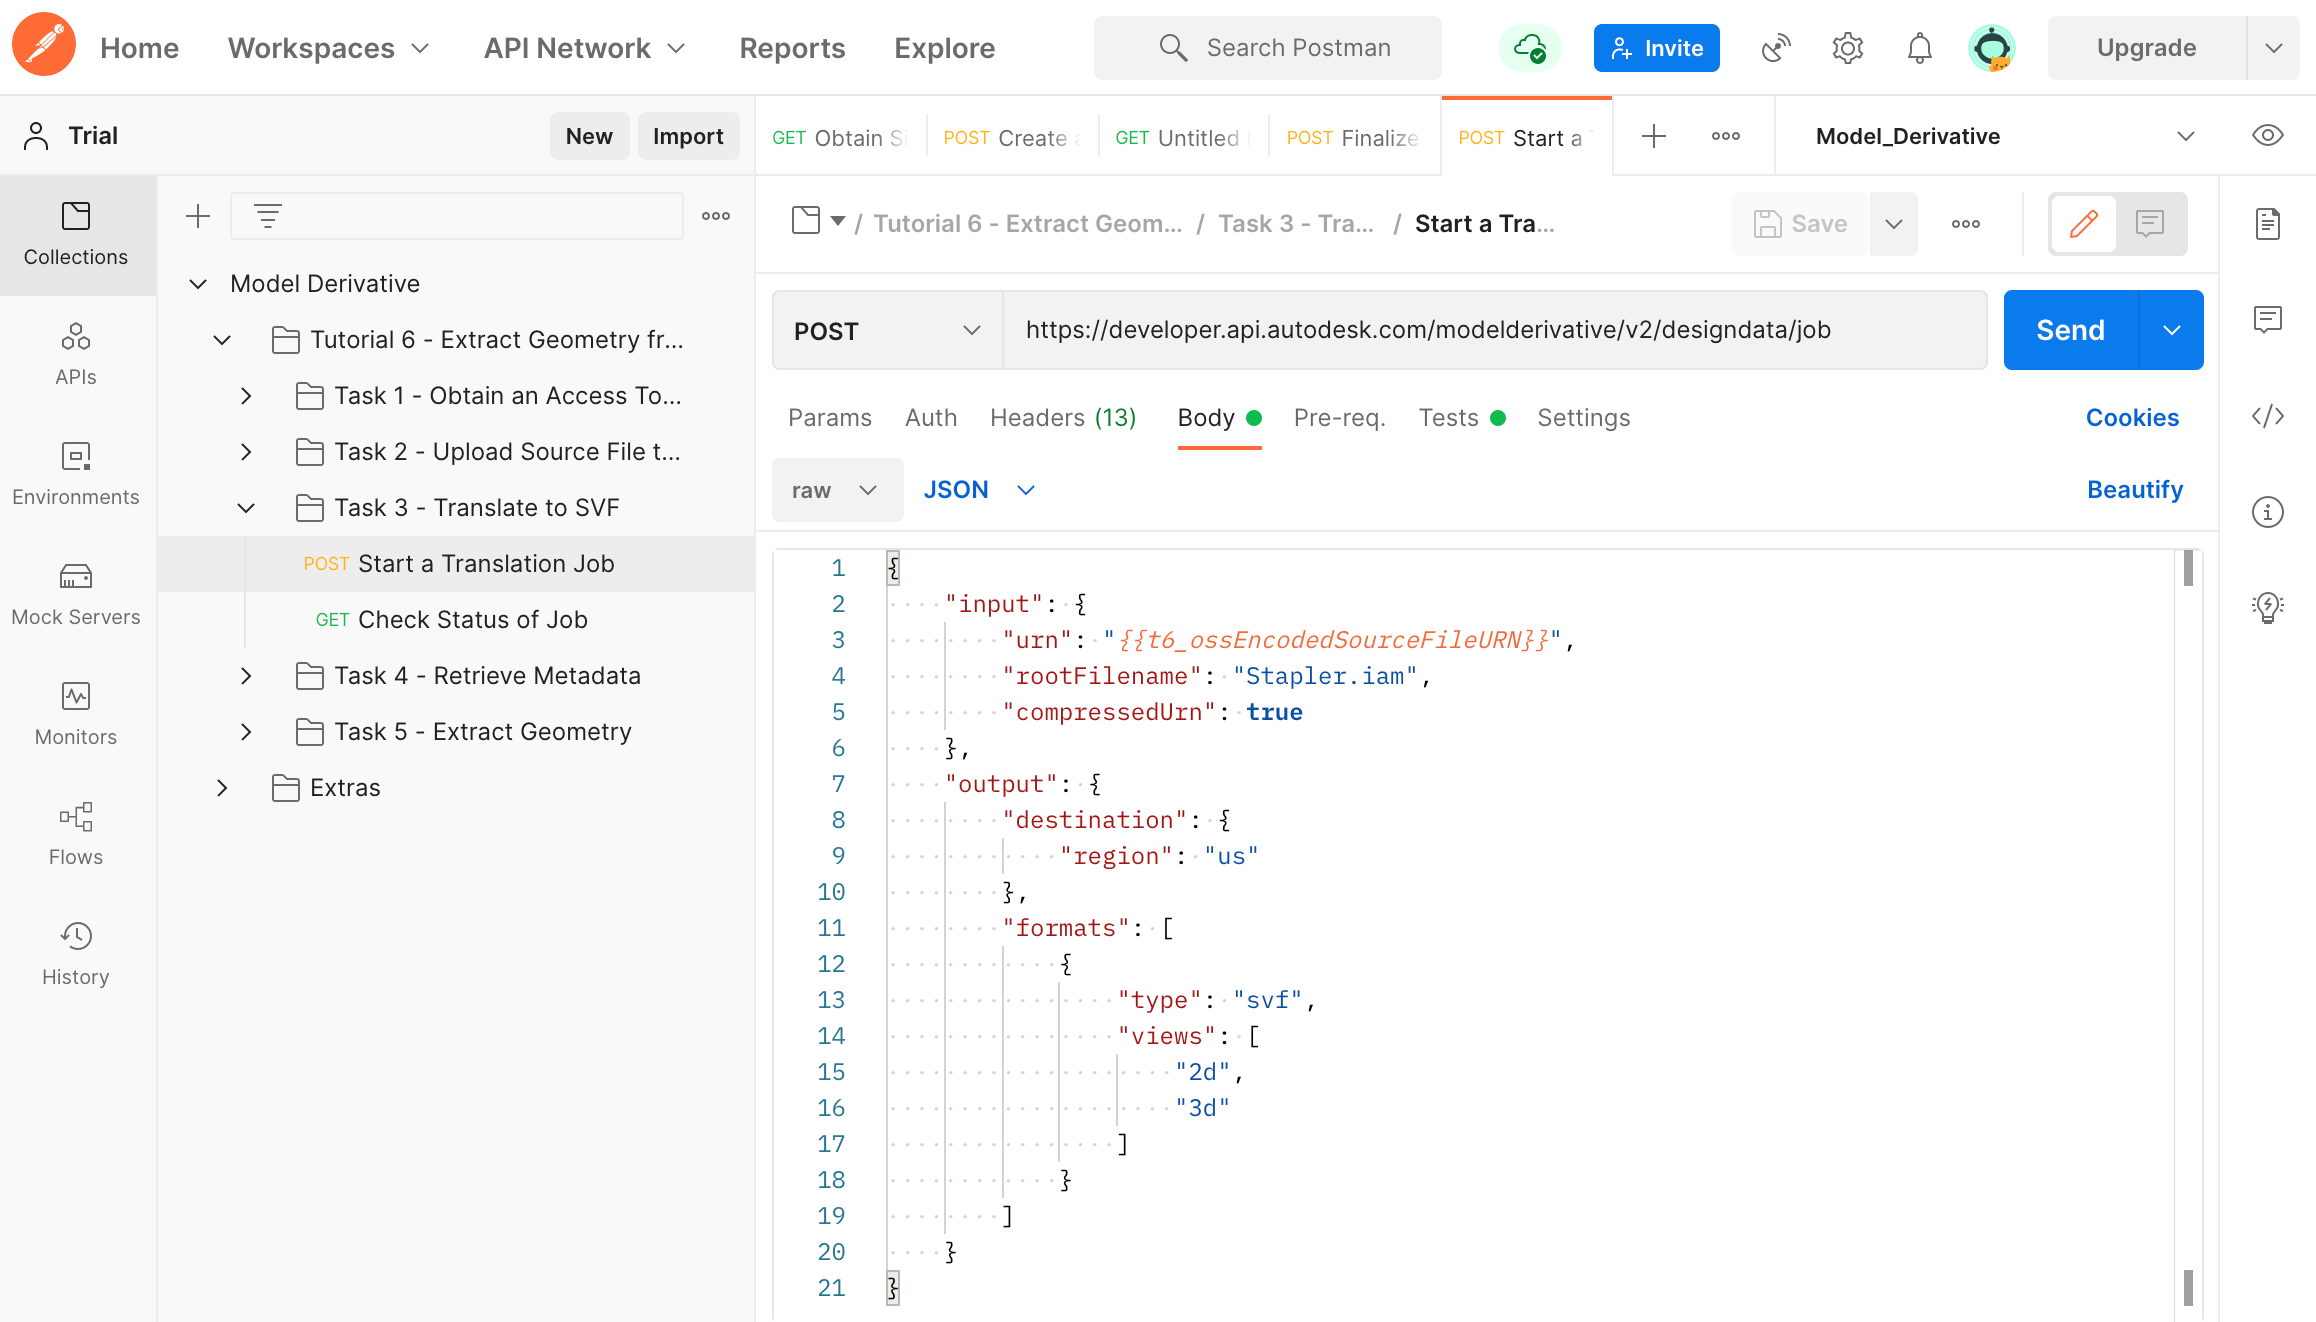 Home Workspaces API Network Reports Explore Search Postman Invite Upgrade
Trial New Import
GET Obtain S POST Create GET Untitled POST Finalize POST Start a Model_Derivative
Collections
APIs
Environments
Mock Servers
Monitors
Flows
History
Model Derivative
Tutorial 6 - Extract Geometry fr...
Task 1 - Obtain an Access To...
Task 2 - Upload Source File t...
Task 3 - Translate to SVF
POST Start a Translation Job
GET Check Status of Job
Task 4 - Retrieve Metadata
Task 5 - Extract Geometry
Extras
/ Tutorial 6 - Extract Geom... / Task 3 - Tra... / Start a Tra... Save
POST https://developer.api.autodesk.com/modelderivative/v2/designdata/job Send
Params Auth Headers (13) Body Pre-req. Tests Settings Cookies
raw JSON Beautify
1 {
2 "input": {
3 "urn": "{{t6_ossEncodedSourceFileURN}}",
4 "rootFilename": "Stapler.iam",
5 "compressedUrn": true
6 },
7 "output": {
8 "destination": {
9 "region": "us"
10 },
11 "formats": [
12 {
13 "type": "svf",
14 "views": [
15 "2d",
16 "3d"
17 ]
18 }
19 ]
20 }
21 }